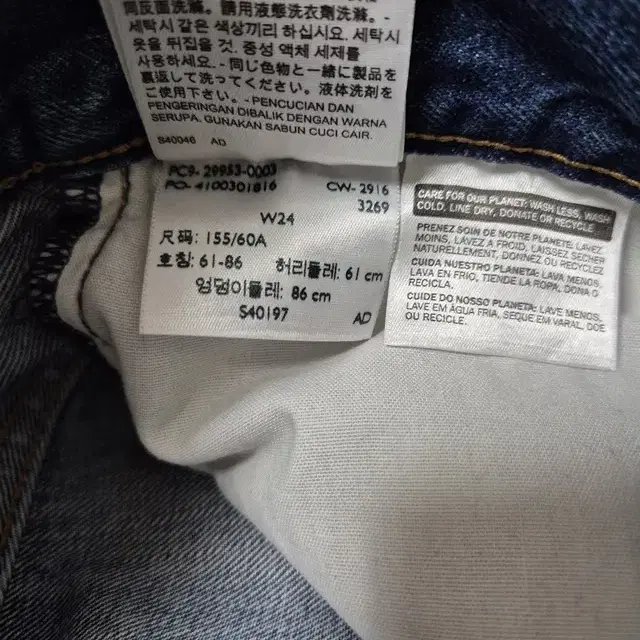 同反面洗滌。請用液態洗衣劑洗滌。-
세탁시 같은 색상끼리 하십시요. 세탁시
옷을 뒤집을 것. 중성 액체 세제를
사용하세요. - 同じ色物と一緒に製品を
裏返して洗ってください。液体洗剤を
ご使用下さい。- PENCUCIAN DAN
PENGERINGAN DIBALIK DENGAN WARNA
SERUPA. GUNAKAN SABUN CUCI CAIR.
840046 AD
PC9- 29953-0003
PO- 4100301816 CW- 2916
3269
W24
尺码: 155/60A
호칭: 61-86 허리둘레: 61 cm
엉덩이둘레: 86 cm
S40197 AD
CARE FOR OUR PLANET: WASH LESS, WASH
COLD, LINE DRY, DONATE OR RECYCLE
PRENEZ SOIN DE NOTRE PLANETE: LAVEZ
MOINS, LAVEZ A FROID, LAISSEZ SECHER
NATURELLEMENT, DONNEZ OU RECYCLEZ
CUIDA NUESTRO PLANETA: LAVA MENOS,
LAVA EN FRIO, TIENDE LA ROPA, DONA O
RECICLA.
CUIDE DO NOSSO PLANETA: LAVE MENOS,
LAVE EM ÁGUA FRIA, SEQUE EM VARAL, DOE
OU RECICLE.